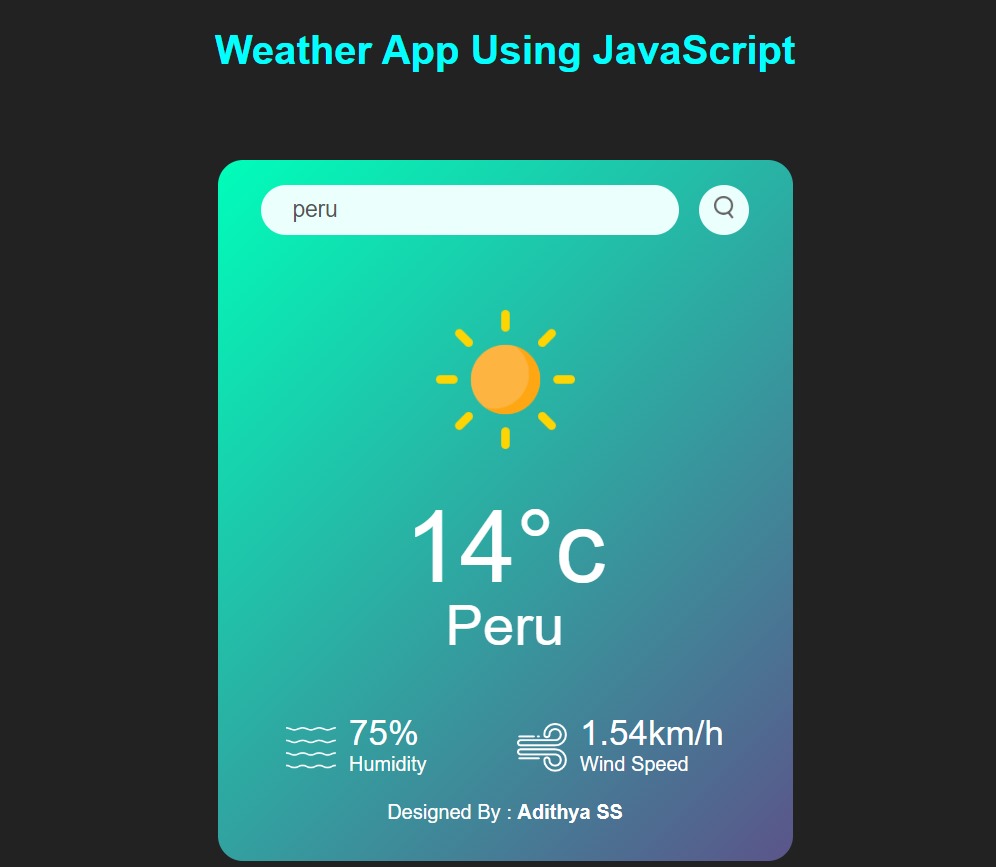 Weather App Using JavaScript
peru
14°c
Peru
75%
Humidity
1.54km/h
Wind Speed
Designed By : Adithya SS